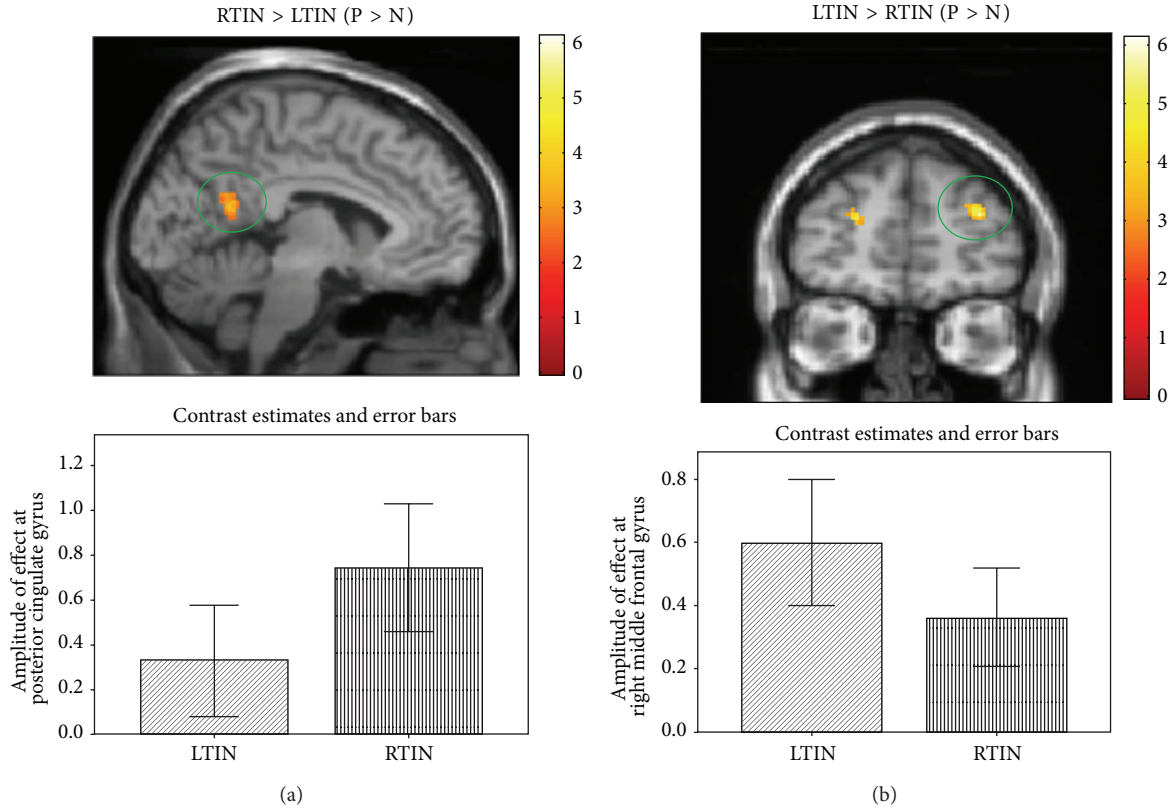 RTIN > LTIN (P > N)
6
5
4
3
2
1
0
Contrast estimates and error bars
Amplitude of effect at
posterior cingulate gyrus
1.2
1.0
0.8
0.6
0.4
0.2
0.0
LTIN RTIN
(a)
LTIN > RTIN (P > N)
6
5
4
3
2
1
0
Contrast estimates and error bars
Amplitude of effect at
right middle frontal gyrus
0.8
0.6
0.4
0.2
0.0
LTIN RTIN
(b)